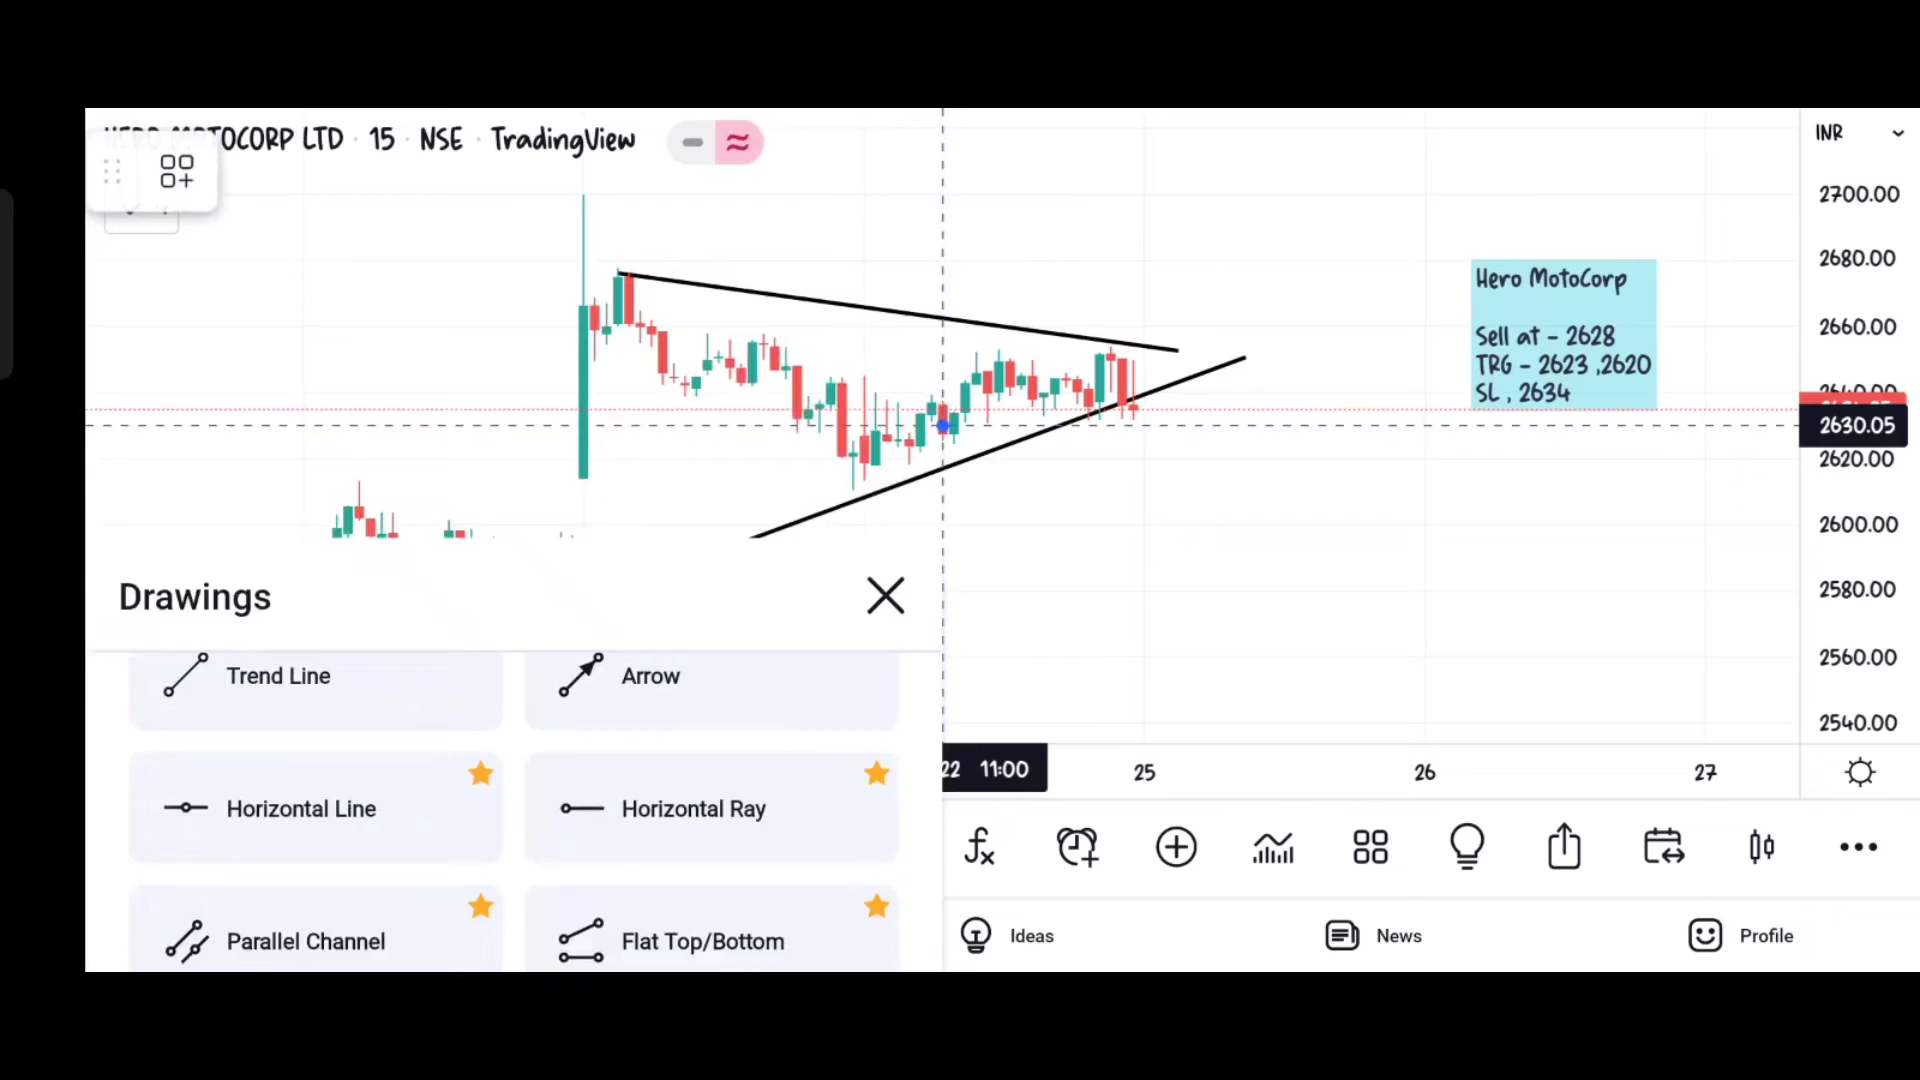 OCORP LTD · 15 · NSE · TradingView
INR
2700.00
2680.00
2660.00
2630.05
2620.00
2600.00
2580.00
2560.00
2540.00
Hero MotoCorp
Sell at - 2628
TRG - 2623 ,2620
SL , 2634
22 11:00
25
26
27
Drawings
Trend Line
Arrow
Horizontal Line
Horizontal Ray
Parallel Channel
Flat Top/Bottom
Ideas
News
Profile